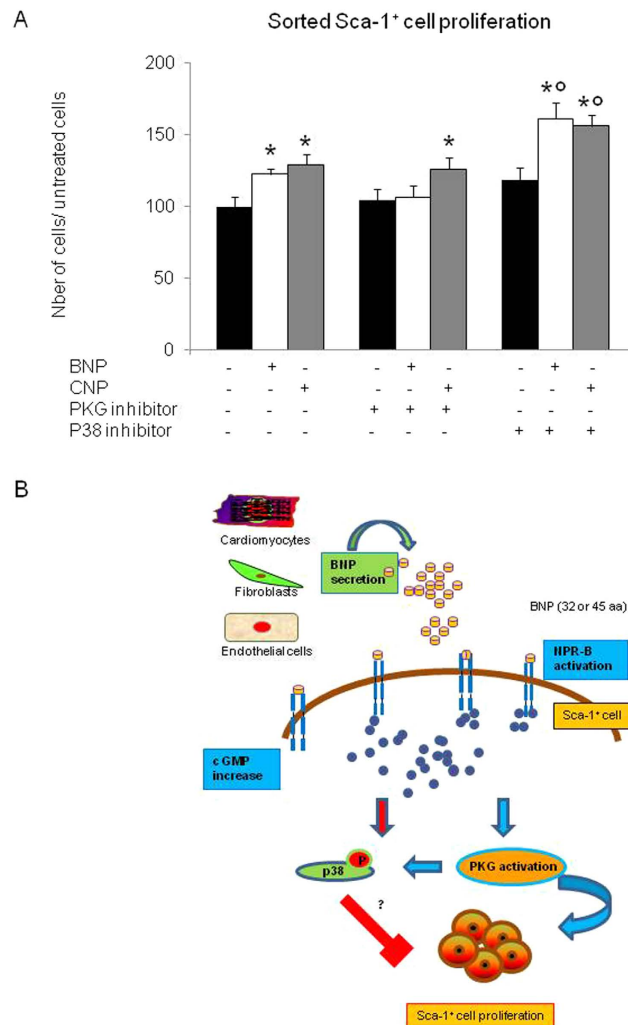 A
Sorted Sca-1⁺ cell proliferation
Nber of cells/ untreated cells
200
150
100
50
0
* * * *° *°
BNP - + - - + - - + -
CNP - - + - - + - - +
PKG inhibitor - - - + + + - - -
P38 inhibitor - - - - - - + + +
B
Cardiomyocytes
Fibroblasts
Endothelial cells
BNP
secretion
BNP (32 or 45 aa)
NPR-B
activation
Sca-1⁺ cell
cGMP
increase
P
p38
PKG activation
?
Sca-1⁺ cell proliferation